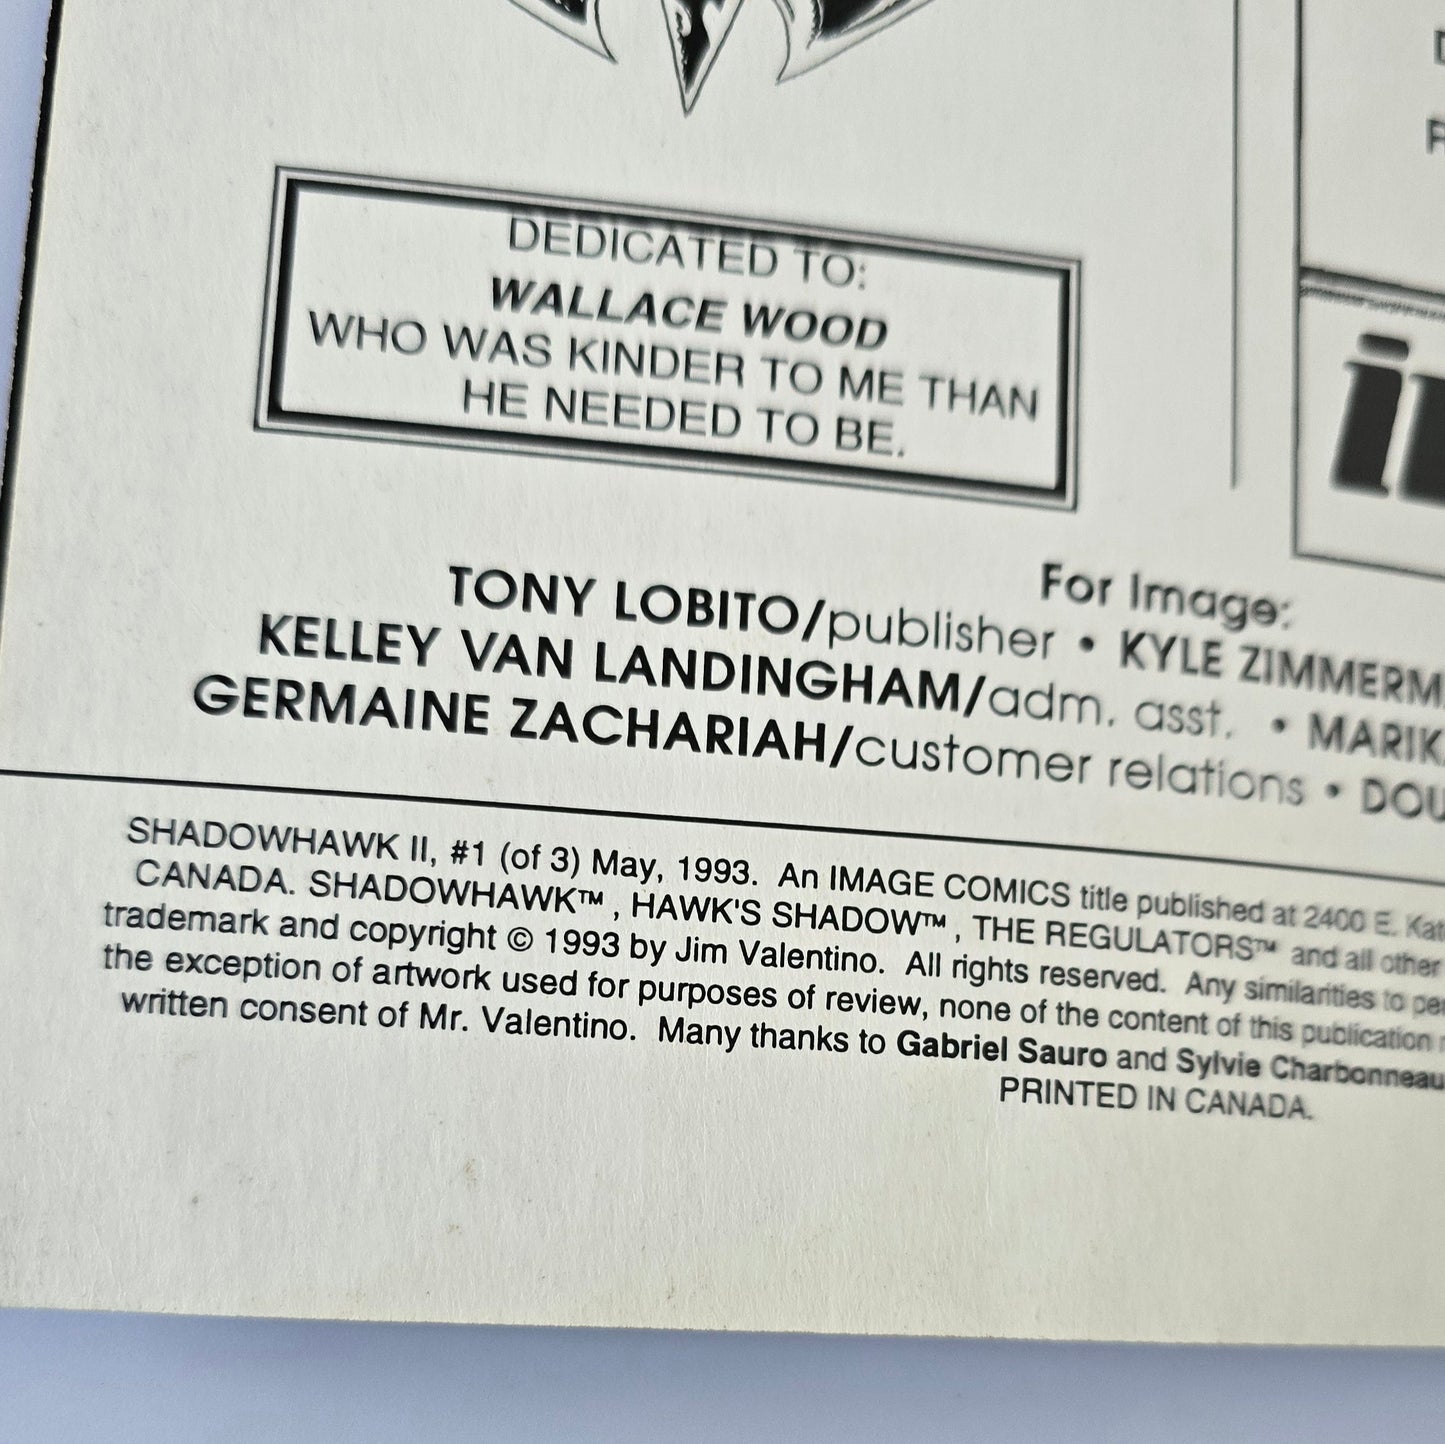 DEDICATED TO:
WALLACE WOOD
WHO WAS KINDER TO ME THAN
HE NEEDED TO BE.
For Image:
TONY LOBITO/publisher • KYLE ZIMMERM
KELLEY VAN LANDINGHAM/adm. asst. • MARIK
GERMAINE ZACHARIAH/customer relations • DOU
SHADOWHAWK II, #1 (of 3) May, 1993. An IMAGE COMICS title published at 2400 E. Kat
CANADA. SHADOWHAWK™, HAWK'S SHADOW™, THE REGULATORS™ and all other
trademark and copyright © 1993 by Jim Valentino. All rights reserved. Any similarities to pe
the exception of artwork used for purposes of review, none of the content of this publication
written consent of Mr. Valentino. Many thanks to Gabriel Sauro and Sylvie Charbonneau
PRINTED IN CANADA.